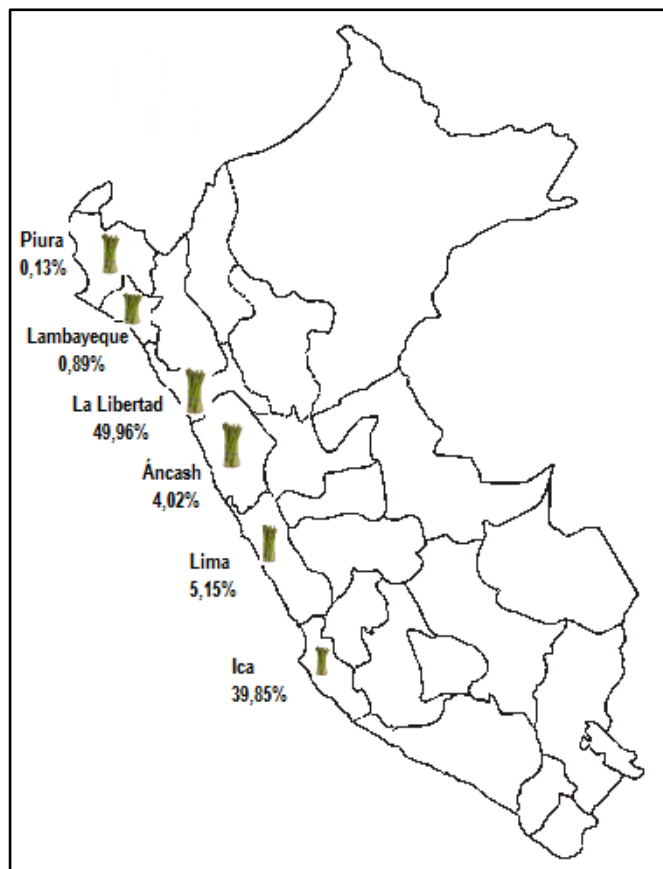 Piura
0,13%
Lambayeque
0,89%
La Libertad
49,96%
Áncash
4,02%
Lima
5,15%
Ica
39,85%